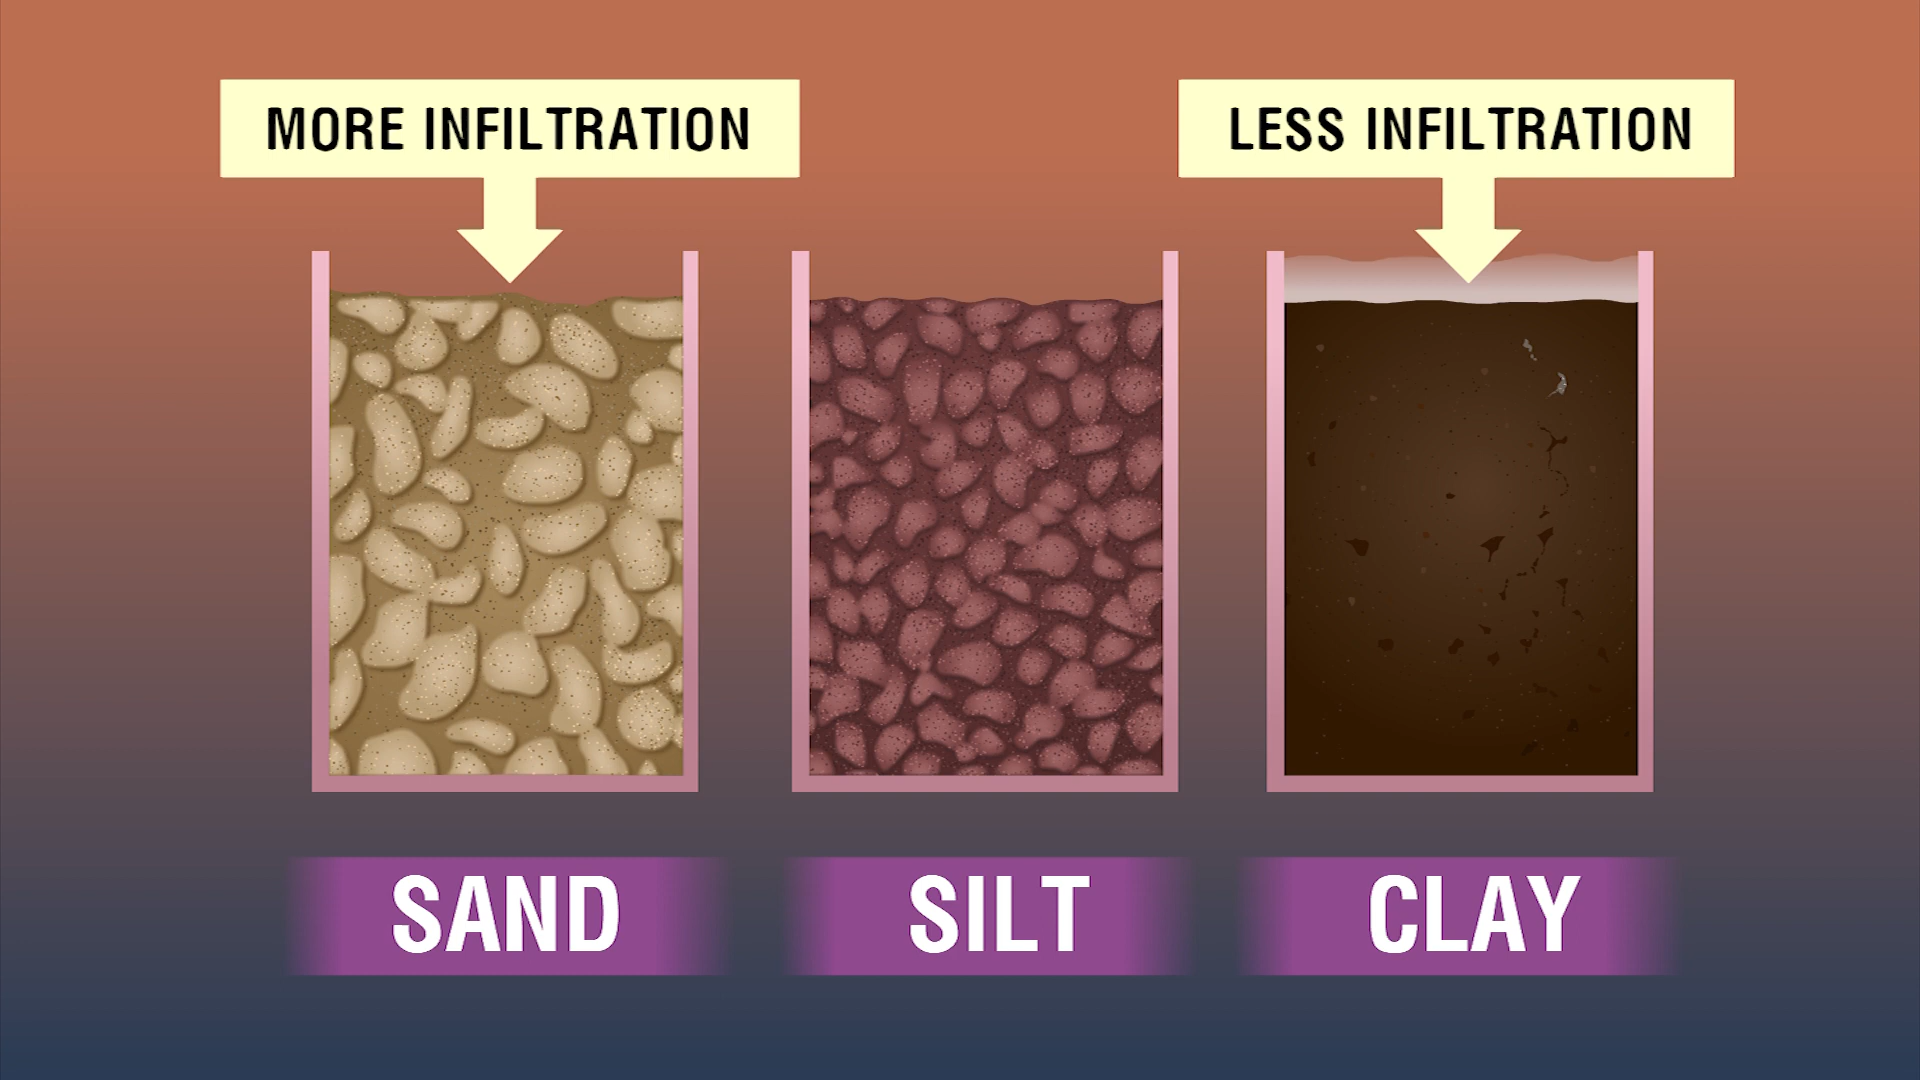 MORE INFILTRATION
LESS INFILTRATION
SAND
SILT
CLAY